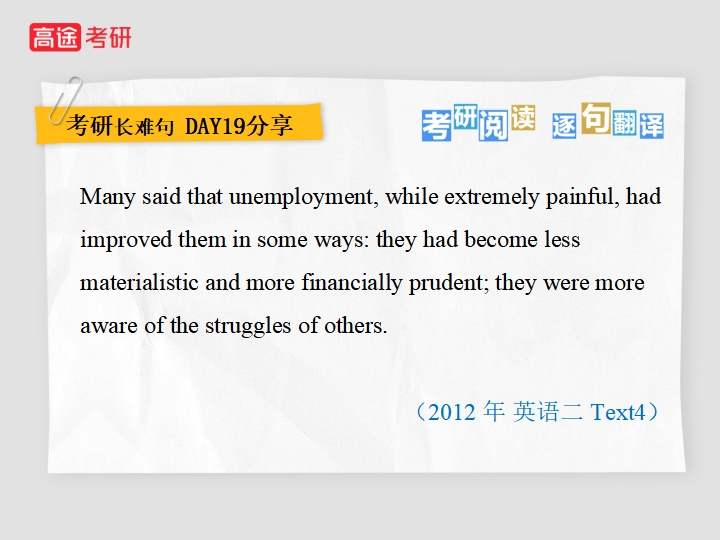 高途考研
考研长难句 DAY19分享
考研阅读 逐句翻译
Many said that unemployment, while extremely painful, had
improved them in some ways: they had become less
materialistic and more financially prudent; they were more
aware of the struggles of others.
（2012 年 英语二 Text4）